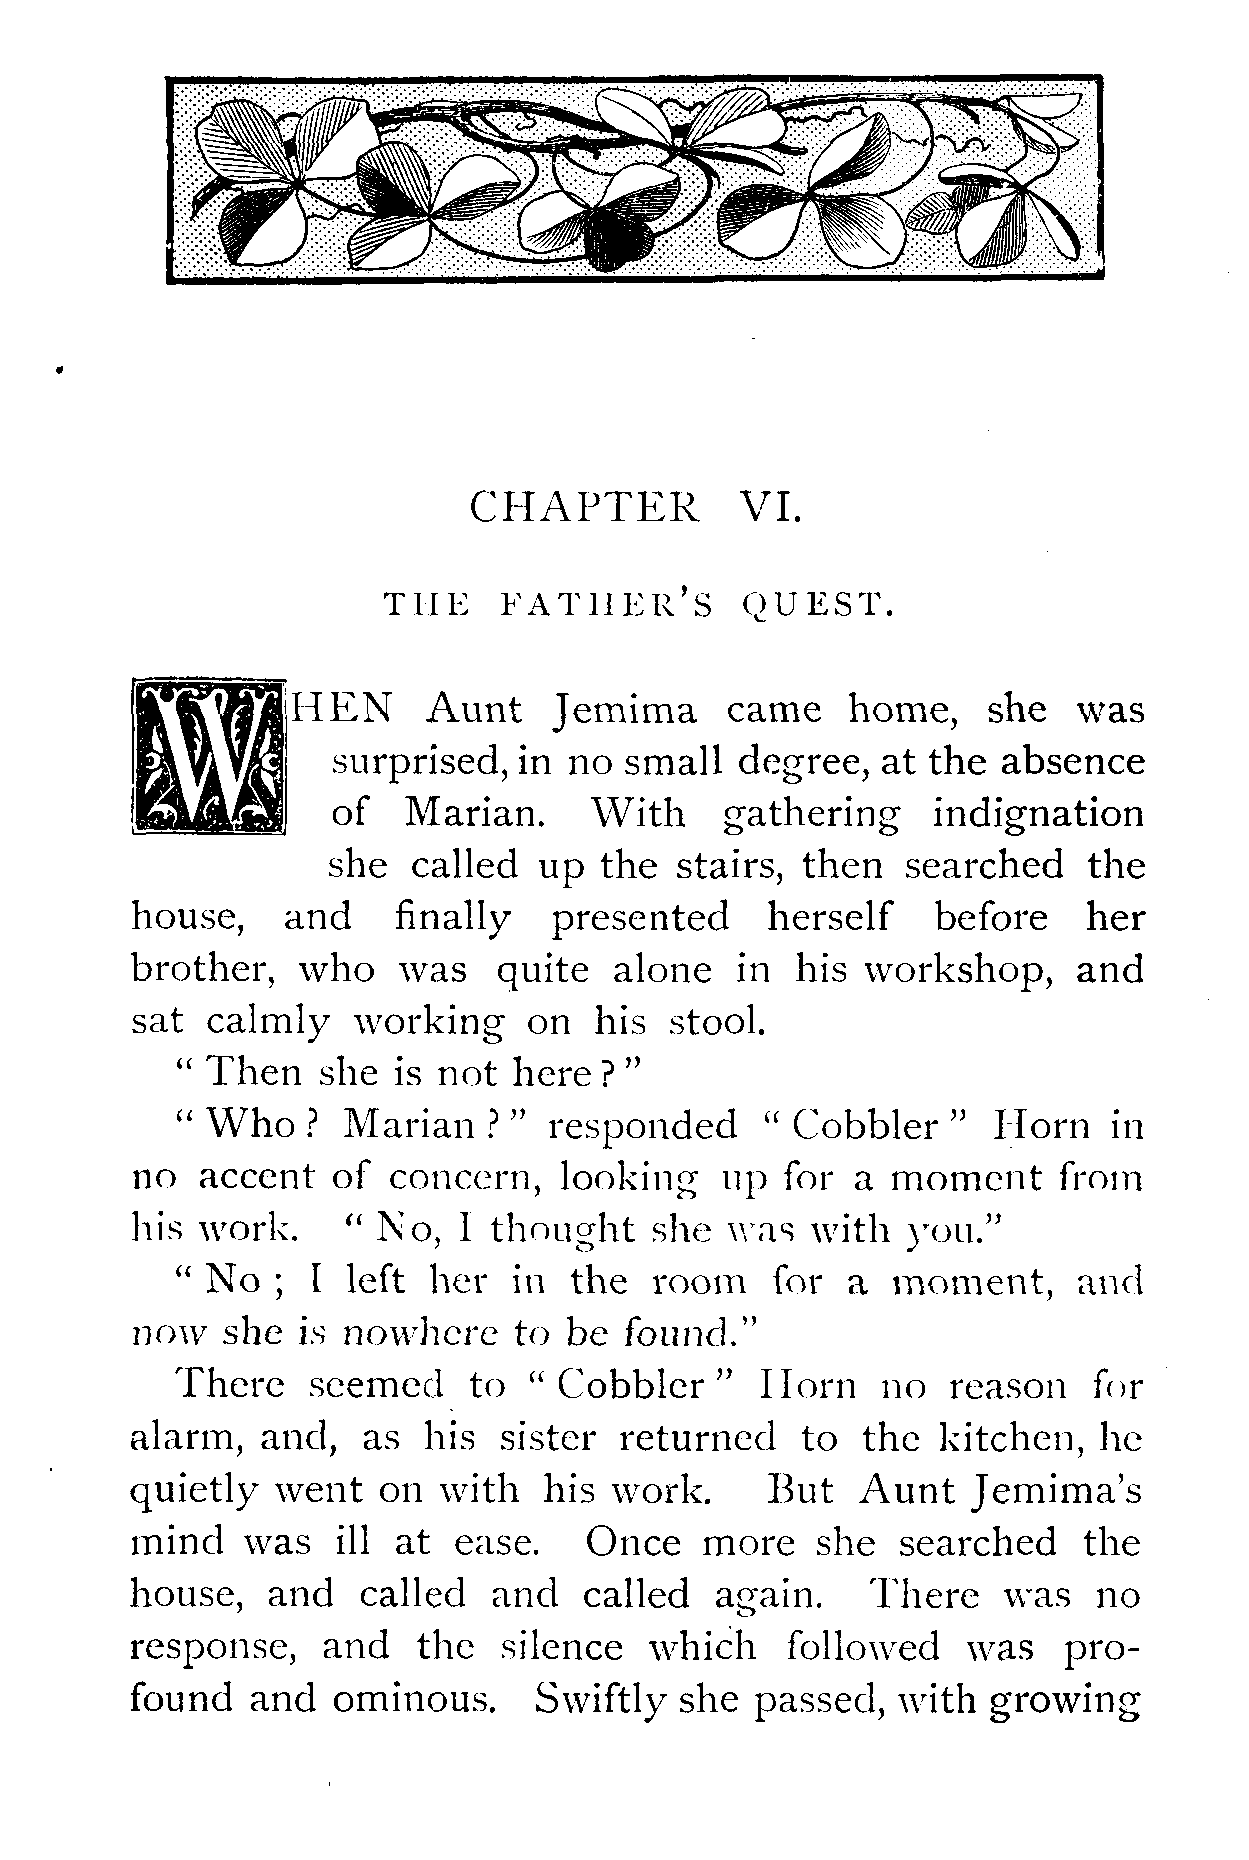 CHAPTER VI.
THE FATHER'S QUEST.
WHEN Aunt Jemima came home, she was
surprised, in no small degree, at the absence
of Marian. With gathering indignation
she called up the stairs, then searched the
house, and finally presented herself before her
brother, who was quite alone in his workshop, and
sat calmly working on his stool.
“ Then she is not here ? ”
“ Who ? Marian ? ” responded “ Cobbler ” Horn in
no accent of concern, looking up for a moment from
his work. “ No, I thought she was with you.”
“ No ; I left her in the room for a moment, and
now she is nowhere to be found.”
There seemed to “ Cobbler ” Horn no reason for
alarm, and, as his sister returned to the kitchen, he
quietly went on with his work. But Aunt Jemima's
mind was ill at ease. Once more she searched the
house, and called and called again. There was no
response, and the silence which followed was pro-
found and ominous. Swiftly she passed, with growing